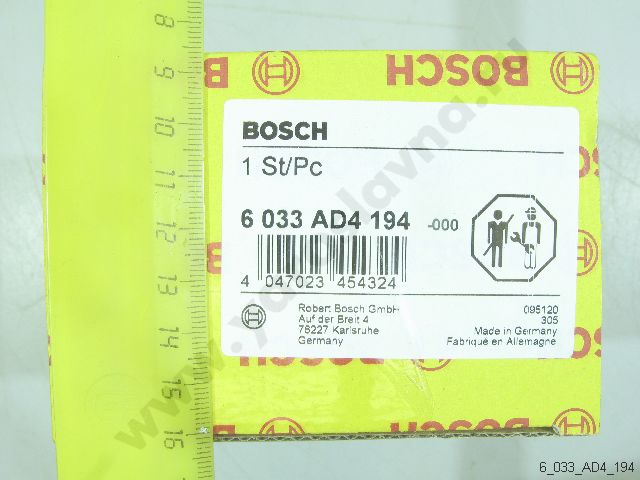 8
9
10
11
12
13
14
15
16
BOSCH
BOSCH
1 St/Pc
6 033 AD4 194 -000
4 047023 454324
Robert Bosch GmbH
Auf der Breit 4
76227 Karlsruhe
Germany
095120
305
Made in Germany
Fabriqué en Allemagne
BOSCH
6_033_AD4_194